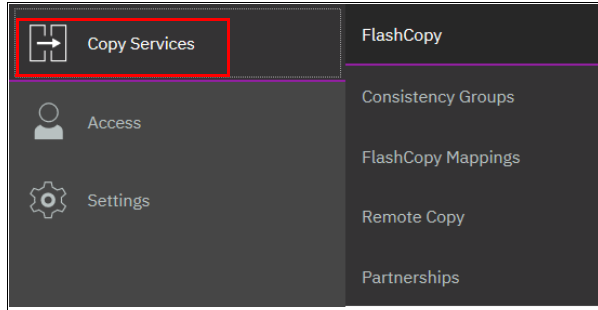 Copy Services
Access
Settings
FlashCopy
Consistency Groups
FlashCopy Mappings
Remote Copy
Partnerships